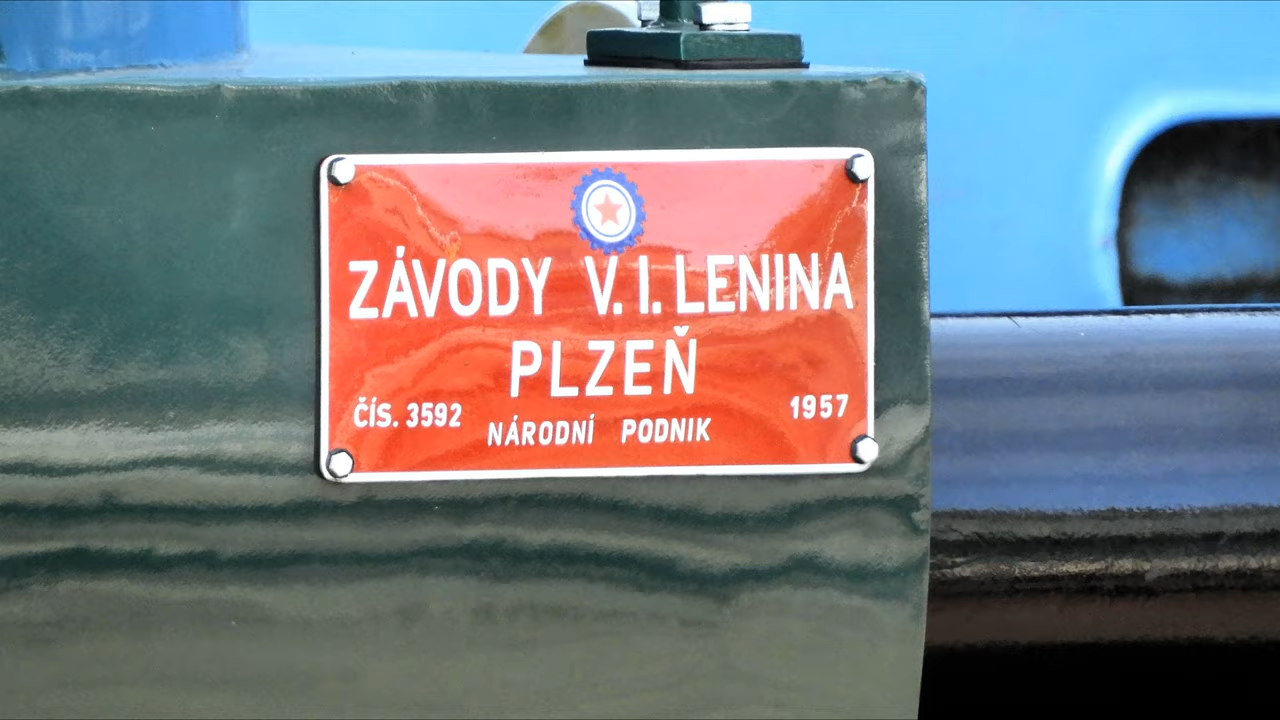 ZÁVODY V. I. LENINA
PLZEŇ
ČÍS. 3592 NÁRODNÍ PODNIK 1957